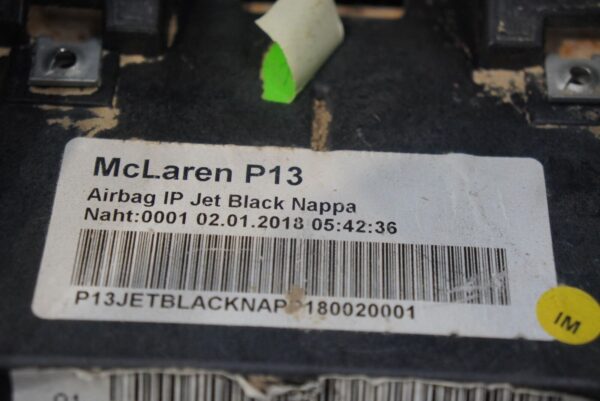 McLaren P13
Airbag IP Jet Black Nappa
Naht:0001 02.01.2018 05:42:36
P13JETBLACKNAPP180020001
IM